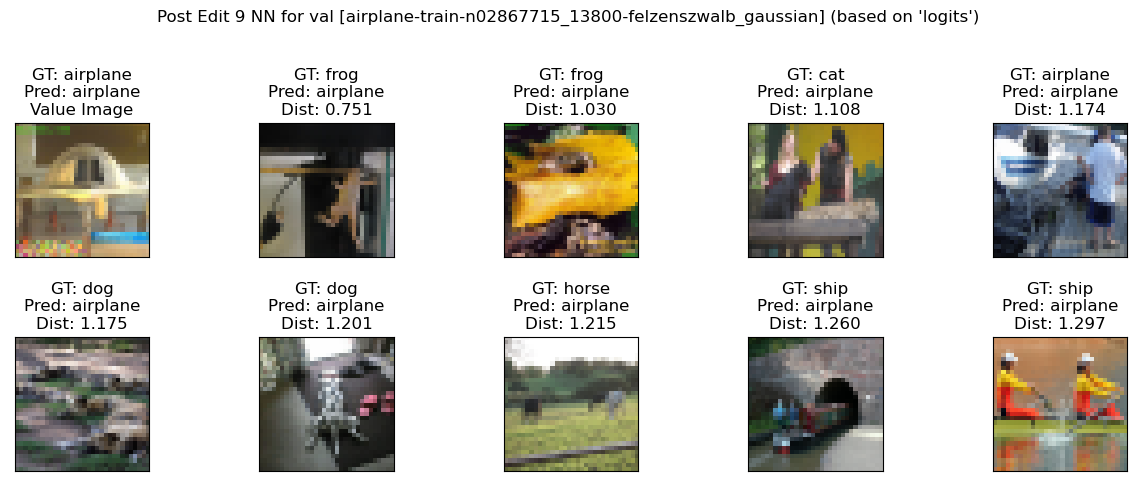 Post Edit 9 NN for val [airplane-train-n02867715_13800-felzenszwalb_gaussian] (based on 'logits')
GT: airplane
Pred: airplane
Value Image
GT: frog
Pred: airplane
Dist: 0.751
GT: frog
Pred: airplane
Dist: 1.030
GT: cat
Pred: airplane
Dist: 1.108
GT: airplane
Pred: airplane
Dist: 1.174
GT: dog
Pred: airplane
Dist: 1.175
GT: dog
Pred: airplane
Dist: 1.201
GT: horse
Pred: airplane
Dist: 1.215
GT: ship
Pred: airplane
Dist: 1.260
GT: ship
Pred: airplane
Dist: 1.297